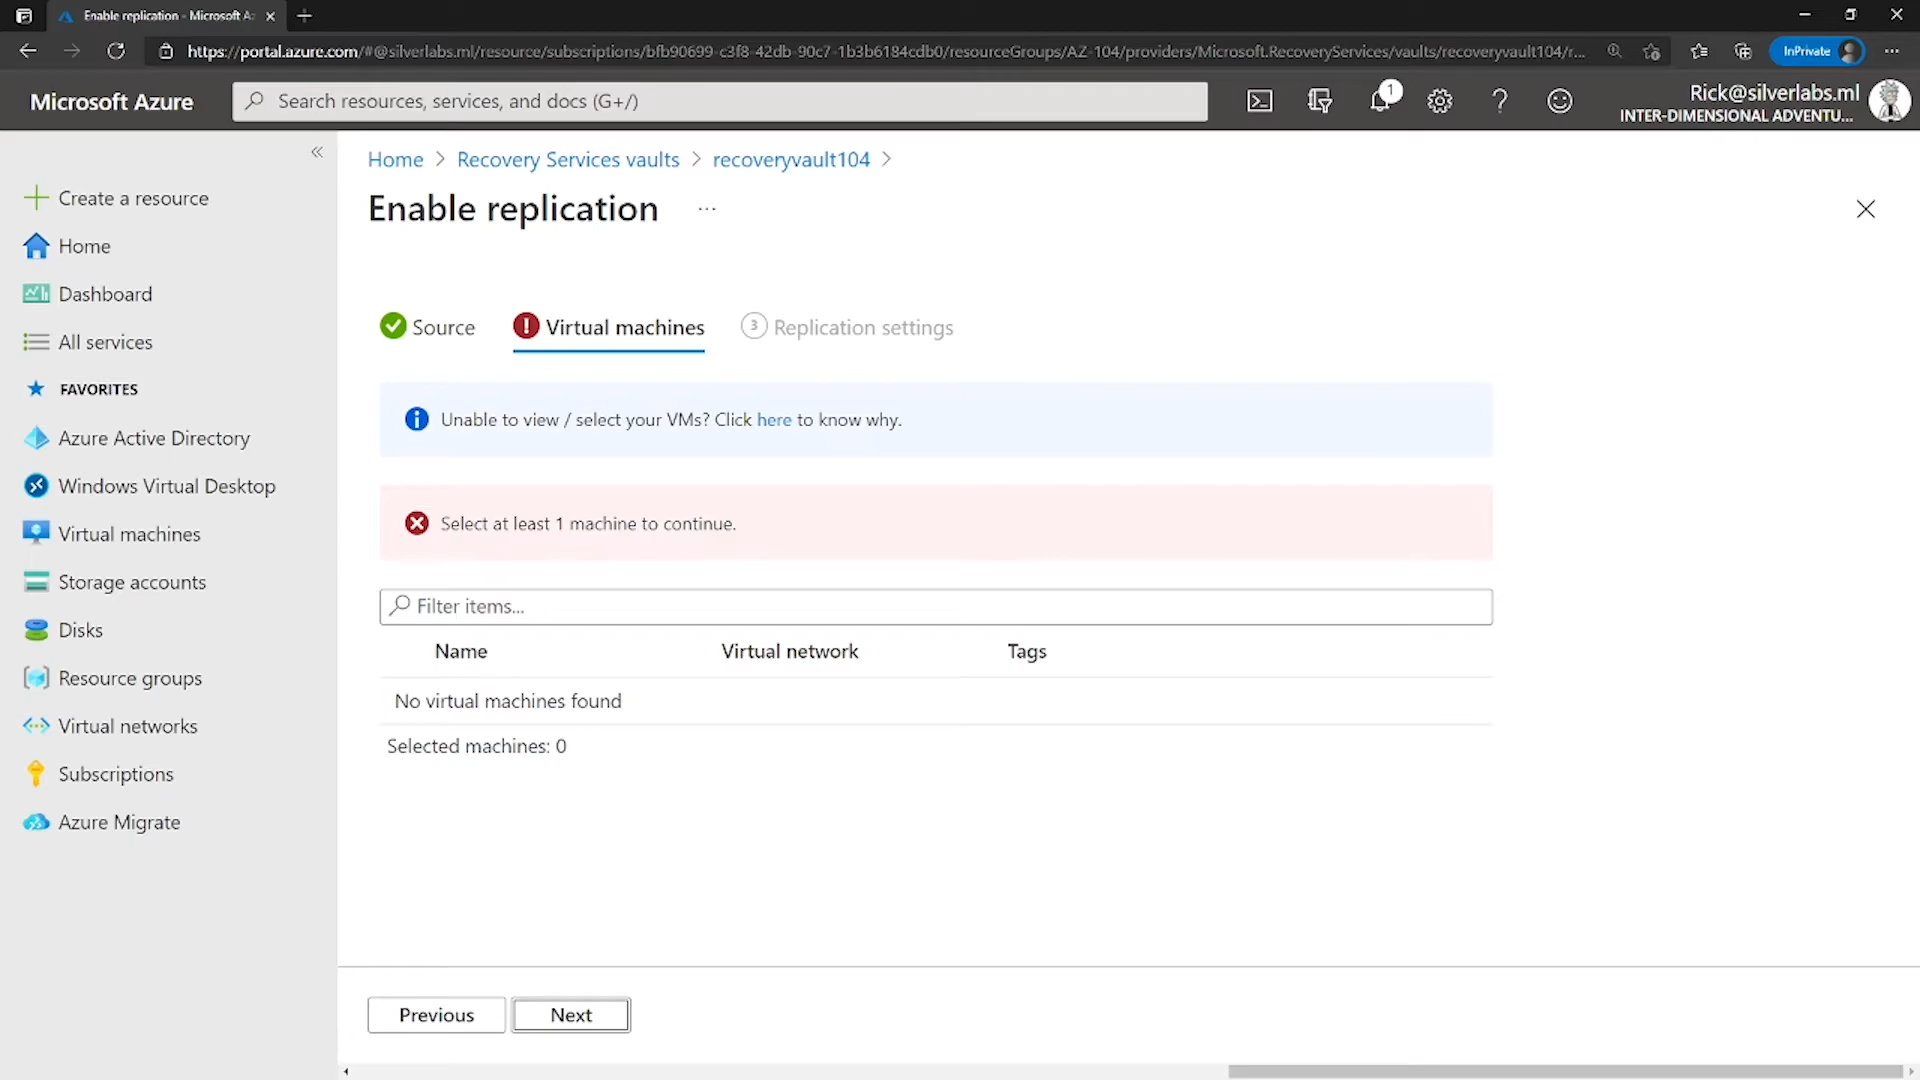 Enable replication - Microsoft Az
https://portal.azure.com/#@silverlabs.ml/resource/subscriptions/bfb90699-c3f8-42db-90c7-1b3b6184cdb0/resourceGroups/AZ-104/providers/Microsoft.RecoveryServices/vaults/recoveryvault104/r...
InPrivate
Microsoft Azure
Search resources, services, and docs (G+/)
1
Rick@silverlabs.ml
INTER-DIMENSIONAL ADVENTU...
Create a resource
Home
Dashboard
All services
FAVORITES
Azure Active Directory
Windows Virtual Desktop
Virtual machines
Storage accounts
Disks
Resource groups
Virtual networks
Subscriptions
Azure Migrate
Home > Recovery Services vaults > recoveryvault104 >
Enable replication ...
Source
Virtual machines
3 Replication settings
Unable to view / select your VMs? Click here to know why.
Select at least 1 machine to continue.
Filter items...
Name Virtual network Tags
No virtual machines found
Selected machines: 0
Previous Next